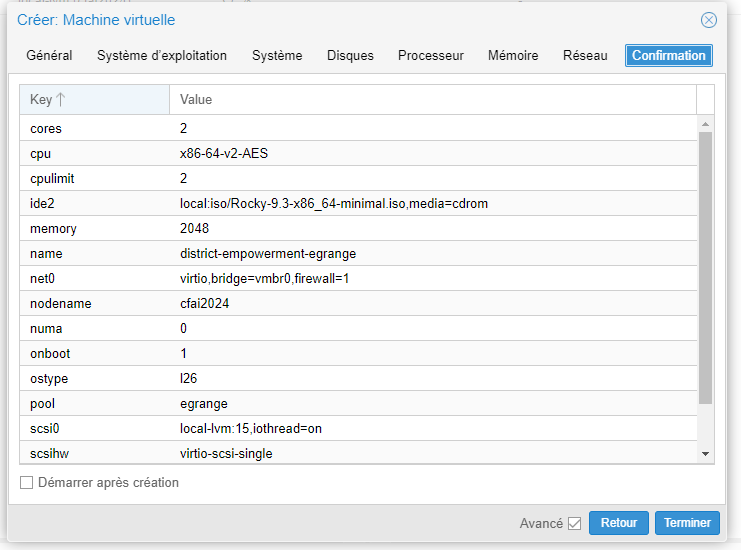 Créer: Machine virtuelle
Général Système d'exploitation Système Disques Processeur Mémoire Réseau Confirmation
Key Value
cores 2
cpu x86-64-v2-AES
cpulimit 2
ide2 local:iso/Rocky-9.3-x86_64-minimal.iso,media=cdrom
memory 2048
name district-empowerment-egrange
net0 virtio,bridge=vmbr0,firewall=1
nodename cfai2024
numa 0
onboot 1
ostype l26
pool egrange
scsi0 local-lvm:15,iothread=on
scsihw virtio-scsi-single
Démarrer après création
Avancé Retour Terminer